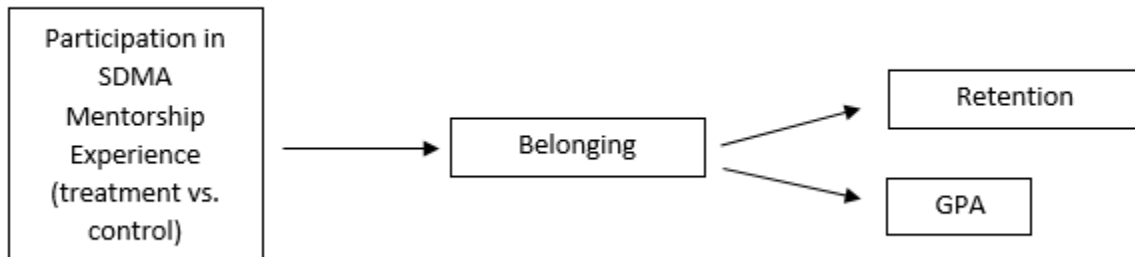 Participation in
SDMA
Mentorship
Experience
(treatment vs.
control)
Belonging
Retention
GPA